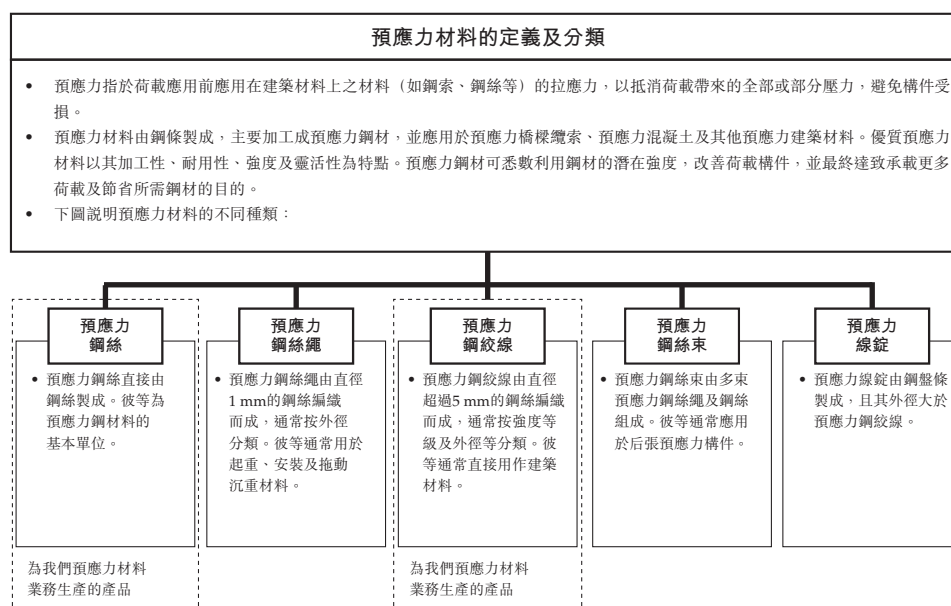 預應力材料的定義及分類
• 預應力指於荷載應用前應用在建築材料上之材料（如鋼索、鋼絲等）的拉應力，以抵消荷載帶來的全部或部分壓力，避免構件受
損。
• 預應力材料由鋼條製成，主要加工成預應力鋼材，並應用於預應力橋樑纜索、預應力混凝土及其他預應力建築材料。優質預應力
材料以其加工性、耐用性、強度及靈活性為特點。預應力鋼材可悉數利用鋼材的潛在強度，改善荷載構件，並最終達致承載更多
荷載及節省所需鋼材的目的。
• 下圖説明預應力材料的不同種類：
預應力
鋼絲
• 預應力鋼絲直接由
鋼絲製成。彼等為
預應力鋼材料的
基本單位。
為我們預應力材料
業務生產的產品
預應力
鋼絲繩
• 預應力鋼絲繩由直徑
1 mm的鋼絲編織
而成，通常按外徑
分類。彼等通常用於
起重、安裝及拖動
沉重材料。
預應力
鋼絞線
• 預應力鋼絞線由直徑
超過5 mm的鋼絲編織
而成，通常按強度等
級及外徑等分類。彼
等通常直接用作建築
材料。
為我們預應力材料
業務生產的產品
預應力
鋼絲束
• 預應力鋼絲束由多束
預應力鋼絲繩及鋼絲
組成。彼等通常應用
於后張預應力構件。
預應力
線錠
• 預應力線錠由鋼盤條
製成，且其外徑大於
預應力鋼絞線。